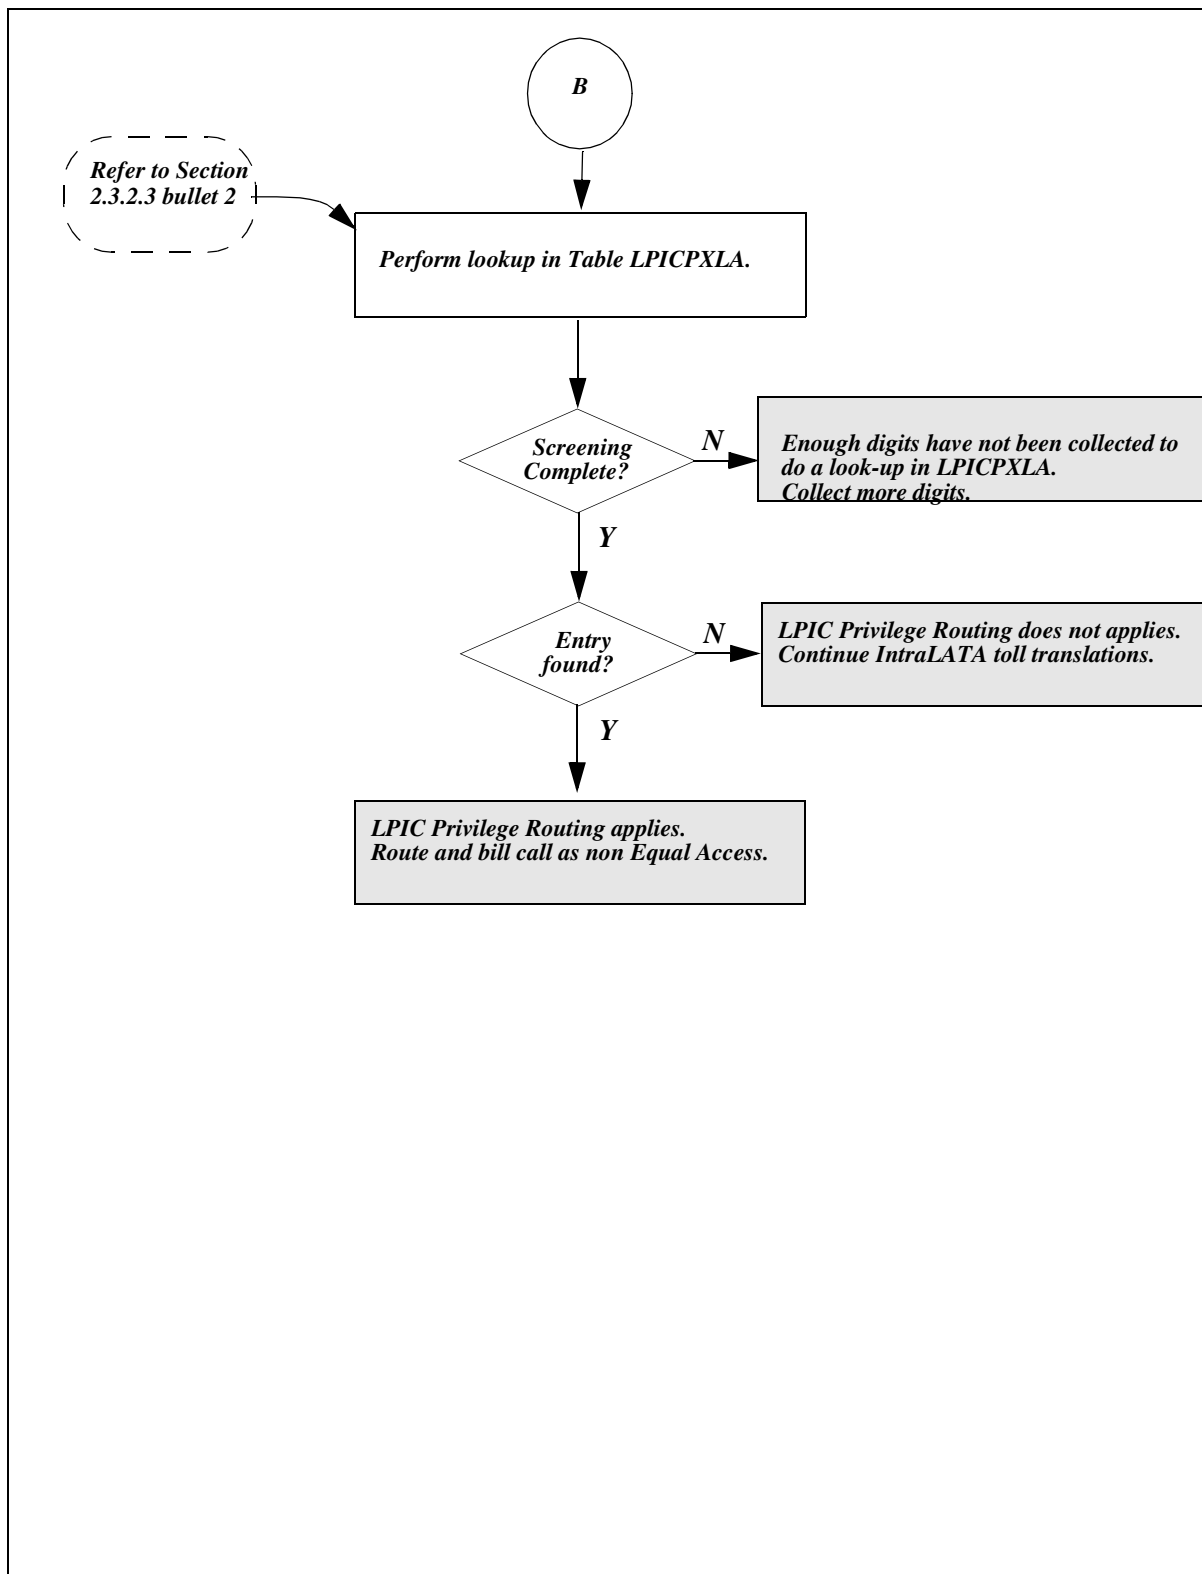 B
Refer to Section
2.3.2.3 bullet 2
Perform lookup in Table LPICPXLA.
Screening
Complete?
N
Enough digits have not been collected to
do a look-up in LPICPXLA.
Collect more digits.
Y
Entry
found?
N
LPIC Privilege Routing does not applies.
Continue IntraLATA toll translations.
Y
LPIC Privilege Routing applies.
Route and bill call as non Equal Access.